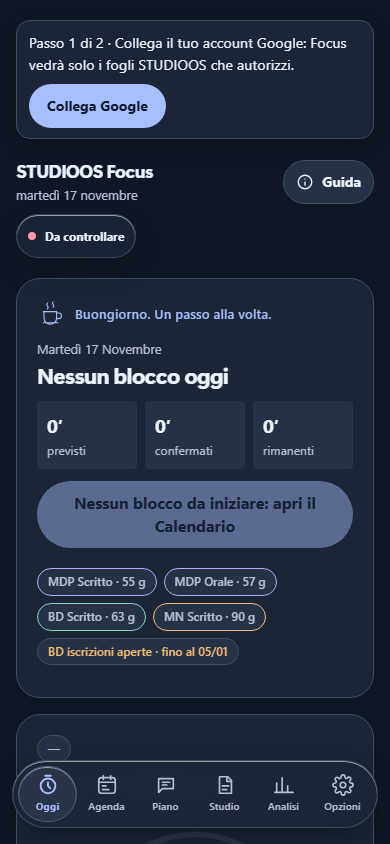 Passo 1 di 2 · Collega il tuo account Google: Focus
vedrà solo i fogli STUDIOOS che autorizzi.
Collega Google
STUDIOOS Focus
martedì 17 novembre
Guida
Da controllare
Buongiorno. Un passo alla volta.
Martedì 17 Novembre
Nessun blocco oggi
0′ 0′ 0′
previsti confermati rimanenti
Nessun blocco da iniziare: apri il
Calendario
MDP Scritto · 55 g MDP Orale · 57 g
BD Scritto · 63 g MN Scritto · 90 g
BD iscrizioni aperte · fino al 05/01
—
Oggi Agenda Piano Studio Analisi Opzioni